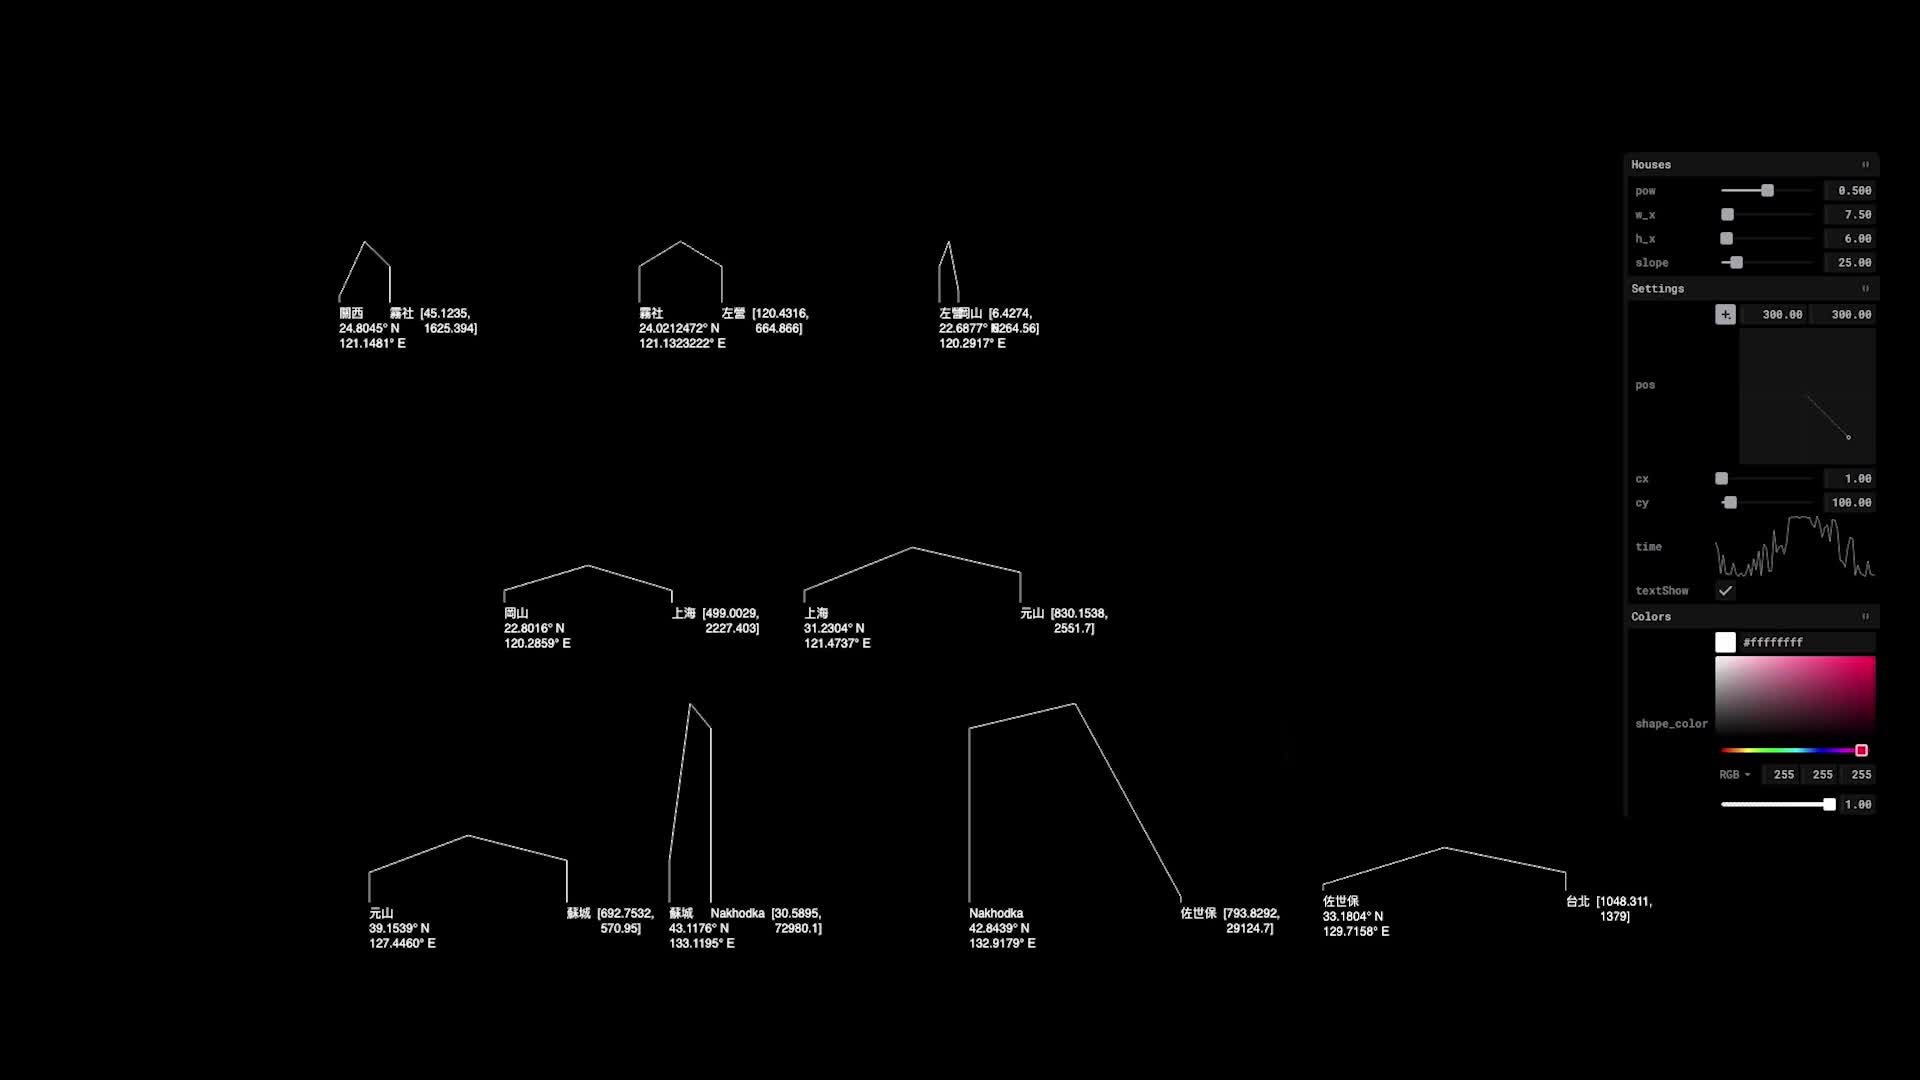 關西 霧社 [45.1235,
24.8045° N 1625.394]
121.1481° E
霧社 左營 [120.4316,
24.0212472° N 664.866]
121.1323222° E
左營 岡山 [6.4274,
22.6877° N 264.56]
120.2917° E
岡山 上海 [499.0029,
22.8016° N 2227.403]
120.2859° E
上海 元山 [830.1538,
31.2304° N 2551.7]
121.4737° E
元山 蘇城 [692.7532,
39.1539° N 570.95]
127.4460° E
蘇城 Nakhodka [30.5895,
43.1176° N 72980.1]
133.1195° E
Nakhodka 佐世保 [793.8292,
42.8439° N 29124.7]
132.9179° E
佐世保 台北 [1048.311,
33.1804° N 1379]
129.7158° E
Houses
pow 0.500
w_x 7.50
h_x 6.00
slope 25.00
Settings
300.00 300.00
pos
cx 1.00
cy 100.00
time
textShow
Colors
#ffffffff
shape_color
RGB 255 255 255
1.00